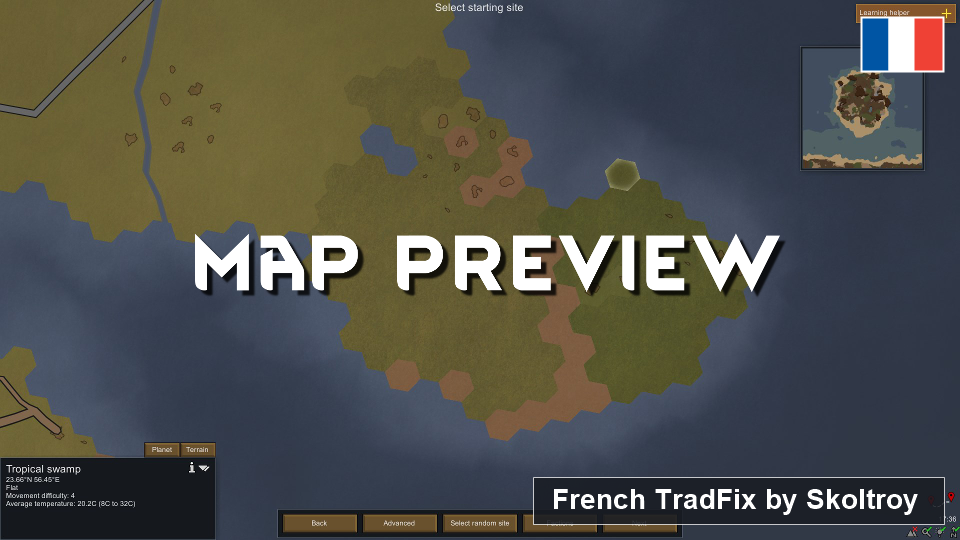 Select starting site
Learning helper
MAP PREVIEW
Planet
Terrain
Tropical swamp
23.66°N 56.45°E
Flat
Movement difficulty: 4
Average temperature: 20.2C (8C to 32C)
French TradFix by Skoltroy
Back
Advanced
Select random site